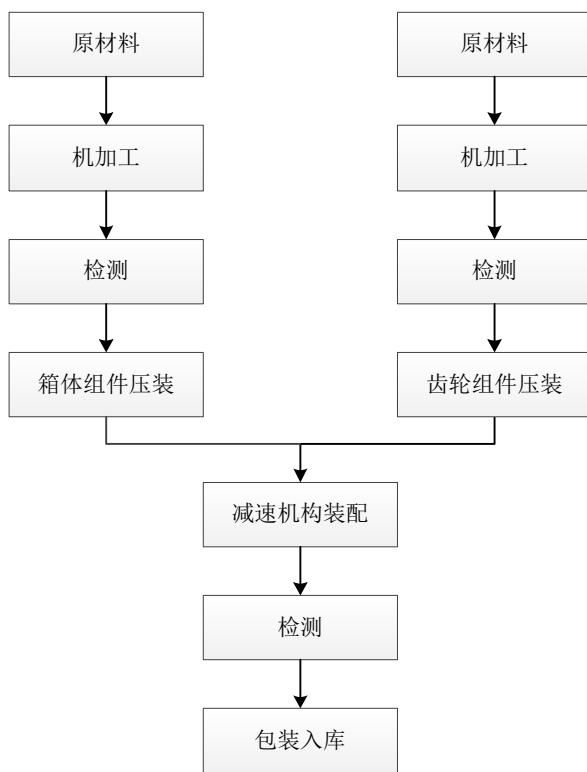 原材料
原材料
机加工
机加工
检测
检测
箱体组件压装
齿轮组件压装
减速机构装配
检测
包装入库